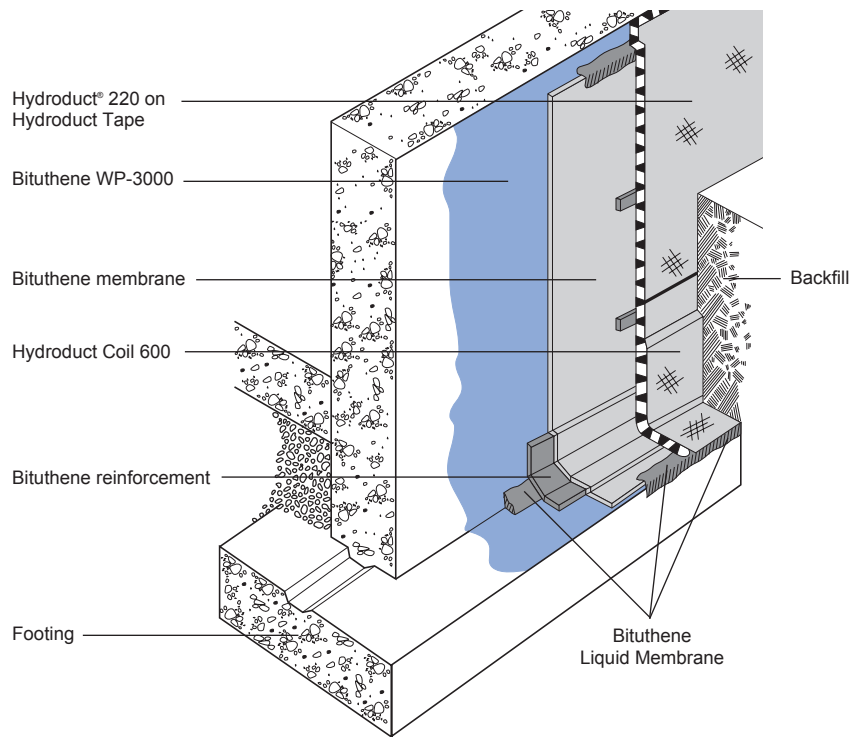 Hydroduct® 220 on
Hydroduct Tape
Bituthene WP-3000
Bituthene membrane
Backfill
Hydroduct Coil 600
Bituthene reinforcement
Footing
Bituthene
Liquid Membrane